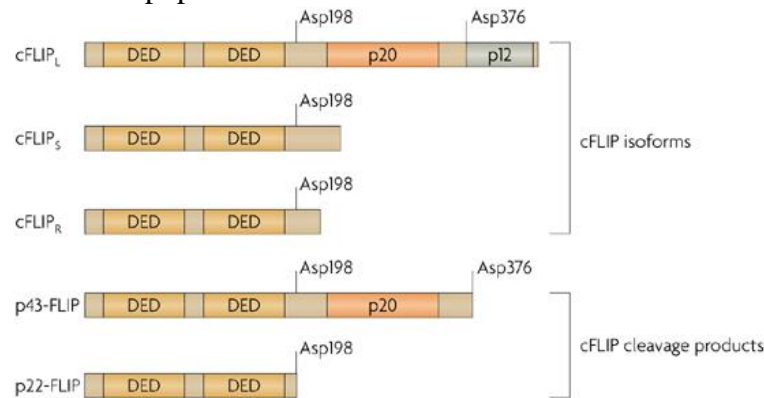 Asp198 Asp376
cFLIPL DED DED p20 p12
Asp198
cFLIPS DED DED
cFLIP isoforms
Asp198
cFLIPR DED DED
Asp198 Asp376
p43-FLIP DED DED p20
cFLIP cleavage products
Asp198
p22-FLIP DED DED